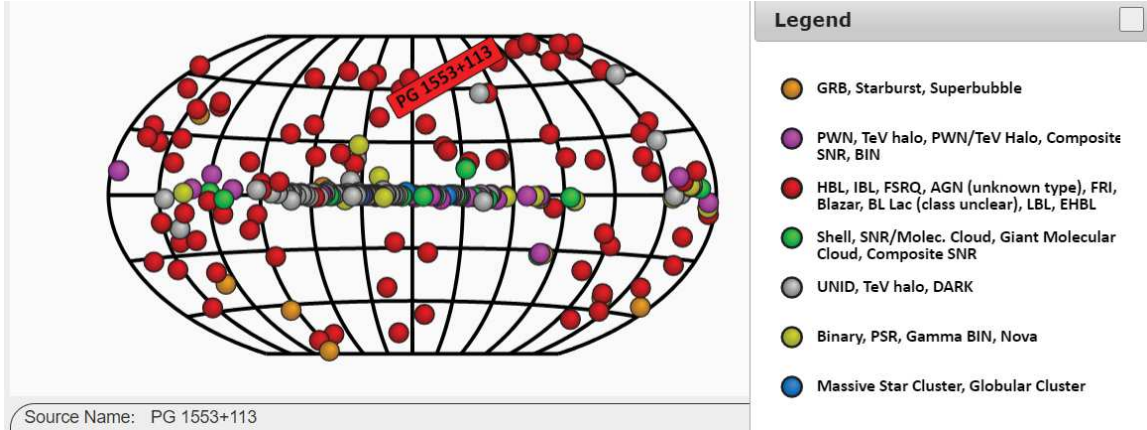 PG 1553+113
Legend
GRB, Starburst, Superbubble
PWN, TeV halo, PWN/TeV Halo, Composite
SNR, BIN
HBL, IBL, FSRQ, AGN (unknown type), FRI,
Blazar, BL Lac (class unclear), LBL, EHBL
Shell, SNR/Molec. Cloud, Giant Molecular
Cloud, Composite SNR
UNID, TeV halo, DARK
Binary, PSR, Gamma BIN, Nova
Massive Star Cluster, Globular Cluster
Source Name: PG 1553+113